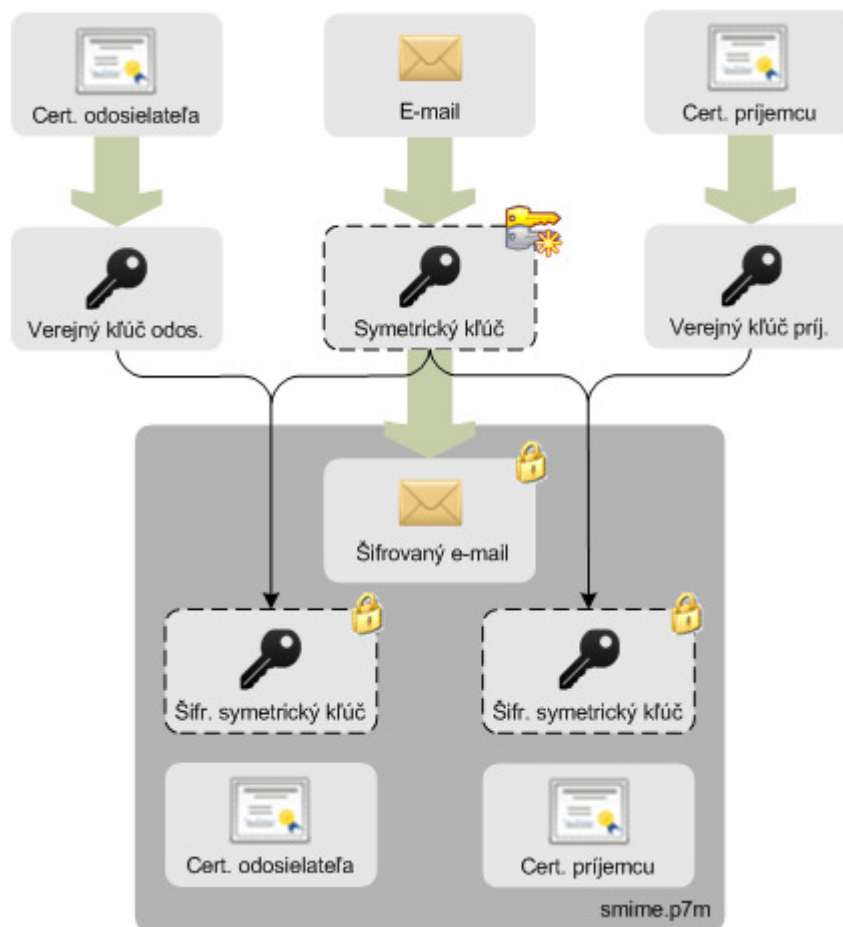 Cert. odosielateľa
E-mail
Cert. príjemcu
Verejný kľúč odos.
Symetrický kľúč
Verejný kľúč príj.
Šifrovaný e-mail
Šifr. symetrický kľúč
Šifr. symetrický kľúč
Cert. odosielateľa
Cert. príjemcu
smime.p7m